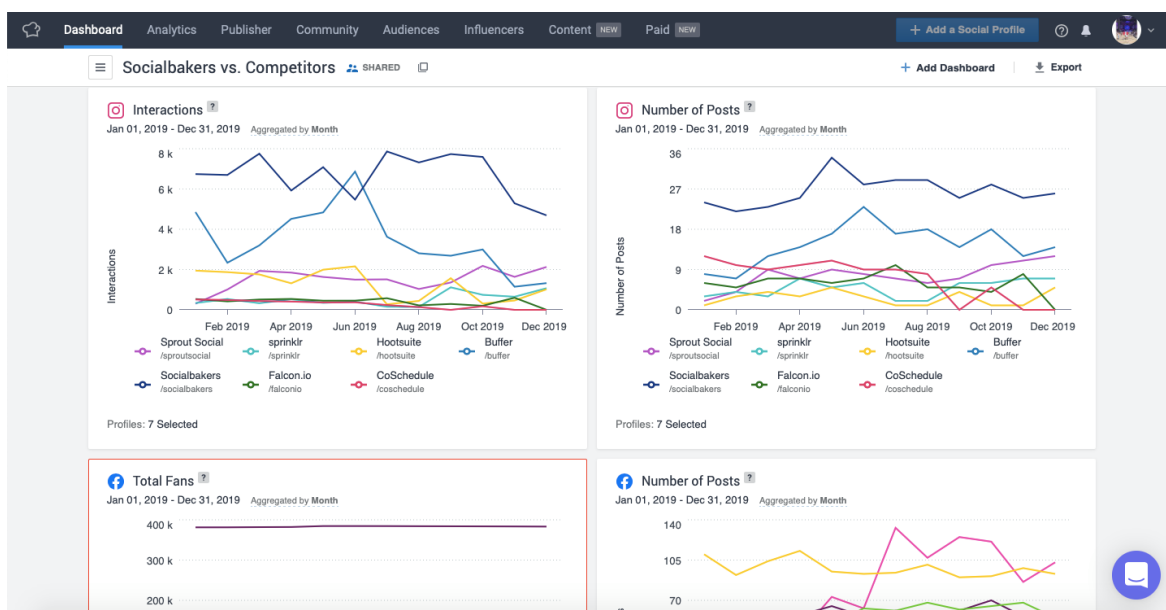 Dashboard Analytics Publisher Community Audiences Influencers Content NEW Paid NEW + Add a Social Profile ?
Socialbakers vs. Competitors SHARED + Add Dashboard Export
Interactions ?
Jan 01, 2019 - Dec 31, 2019 Aggregated by Month
8 k
6 k
4 k
2 k
0
Interactions
Feb 2019 Apr 2019 Jun 2019 Aug 2019 Oct 2019 Dec 2019
Sprout Social sprinklr Hootsuite Buffer
/sproutsocial /sprinklr /hootsuite /buffer
Socialbakers Falcon.io CoSchedule
/socialbakers /falconio /coschedule
Profiles: 7 Selected
Number of Posts ?
Jan 01, 2019 - Dec 31, 2019 Aggregated by Month
36
27
18
9
0
Number of Posts
Feb 2019 Apr 2019 Jun 2019 Aug 2019 Oct 2019 Dec 2019
Sprout Social sprinklr Hootsuite Buffer
/sproutsocial /sprinklr /hootsuite /buffer
Socialbakers Falcon.io CoSchedule
/socialbakers /falconio /coschedule
Profiles: 7 Selected
Total Fans ?
Jan 01, 2019 - Dec 31, 2019 Aggregated by Month
400 k
300 k
200 k
Number of Posts ?
Jan 01, 2019 - Dec 31, 2019 Aggregated by Month
140
105
70